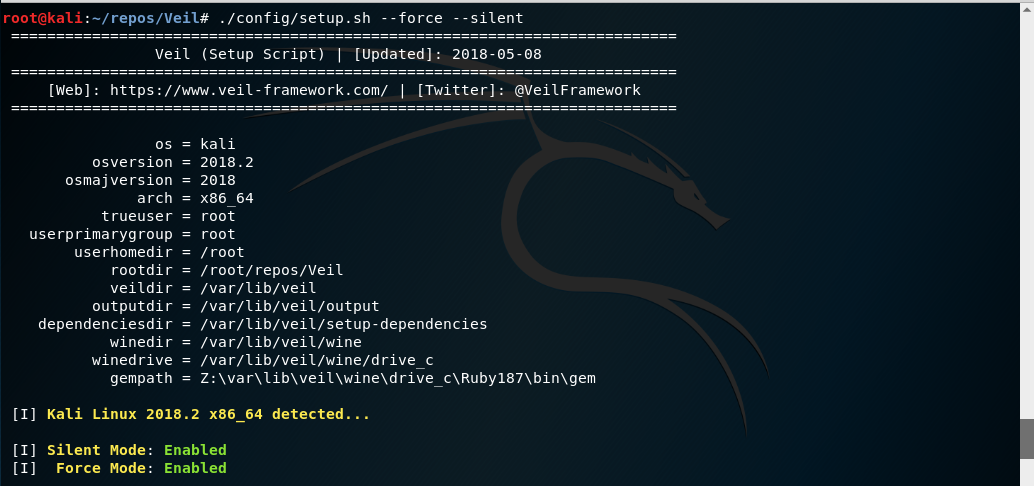 root@kali:~/repos/Veil# ./config/setup.sh --force --silent
==========================================================================
Veil (Setup Script) | [Updated]: 2018-05-08
==========================================================================
[Web]: https://www.veil-framework.com/ | [Twitter]: @VeilFramework
==========================================================================
os = kali
osversion = 2018.2
osmajversion = 2018
arch = x86_64
trueuser = root
userprimarygroup = root
userhomedir = /root
rootdir = /root/repos/Veil
veildir = /var/lib/veil
outputdir = /var/lib/veil/output
dependenciesdir = /var/lib/veil/setup-dependencies
winedir = /var/lib/veil/wine
winedrive = /var/lib/veil/wine/drive_c
gempath = Z:\var\lib\veil\wine\drive_c\Ruby187\bin\gem
[I] Kali Linux 2018.2 x86_64 detected...
[I] Silent Mode: Enabled
[I]  Force Mode: Enabled